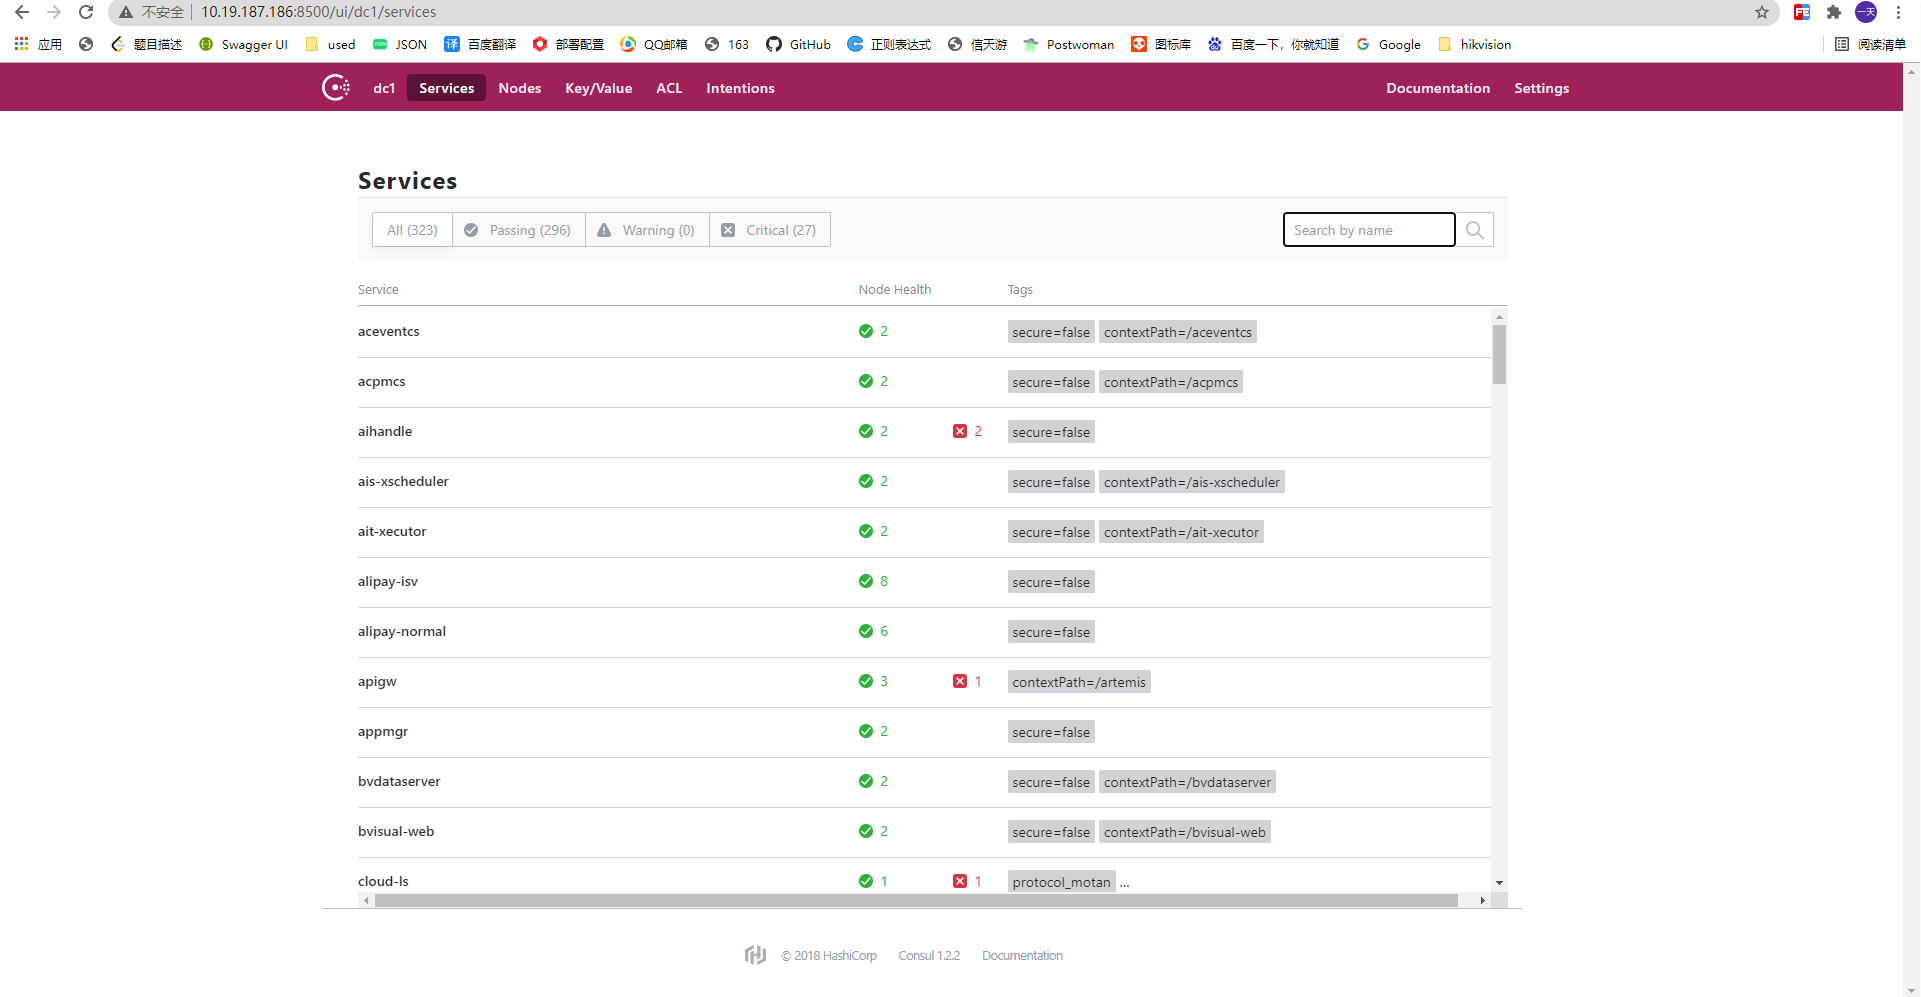 不安全 10.19.187.186:8500/ui/dc1/services
应用 题目描述 Swagger UI used JSON 百度翻译 部署配置 QQ邮箱 163 GitHub 正则表达式 信天游 Postwoman 图标库 百度一下，你就知道 Google hikvision 阅读清单
dc1 Services Nodes Key/Value ACL Intentions Documentation Settings
Services
All (323) Passing (296) Warning (0) Critical (27) Search by name
Service Node Health Tags
aceventcs 2 secure=false contextPath=/aceventcs
acpmcs 2 secure=false contextPath=/acpmcs
aihandle 2 2 secure=false
ais-xscheduler 2 secure=false contextPath=/ais-xscheduler
ait-xecutor 2 secure=false contextPath=/ait-xecutor
alipay-isv 8 secure=false
alipay-normal 6 secure=false
apigw 3 1 contextPath=/artemis
appmgr 2 secure=false
bvdataserver 2 secure=false contextPath=/bvdataserver
bvisual-web 2 secure=false contextPath=/bvisual-web
cloud-ls 1 1 protocol_motan ...
© 2018 HashiCorp Consul 1.2.2 Documentation